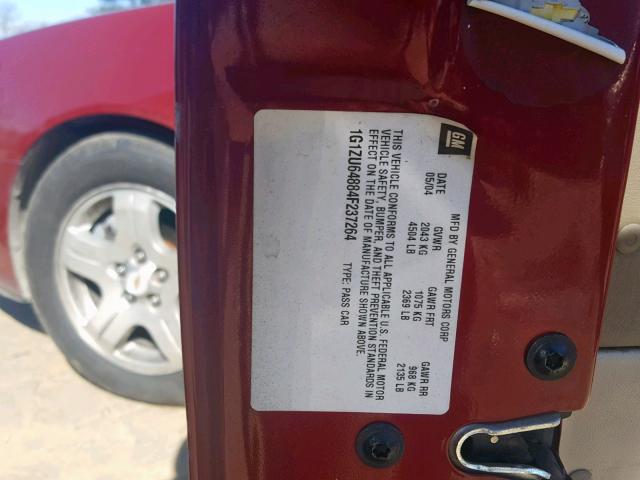 GM
MFD BY GENERAL MOTORS CORP
DATE GVWR GAWR FRT GAWR RR
05/04 2043 KG 1075 KG 968 KG
4504 LB 2369 LB 2135 LB
THIS VEHICLE CONFORMS TO ALL APPLICABLE U.S. FEDERAL MOTOR
VEHICLE SAFETY, BUMPER, AND THEFT PREVENTION STANDARDS IN
EFFECT ON THE DATE OF MANUFACTURE SHOWN ABOVE.
1G1ZU64884F237264 TYPE: PASS CAR